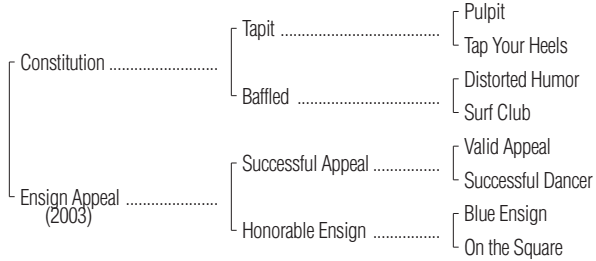 Pulpit
Tapit ................................
Tap Your Heels
Constitution .........................
Distorted Humor
Baffled ................................
Surf Club
Valid Appeal
Successful Appeal ................
Successful Dancer
Ensign Appeal .....................
(2003)
Blue Ensign
Honorable Ensign ................
On the Square